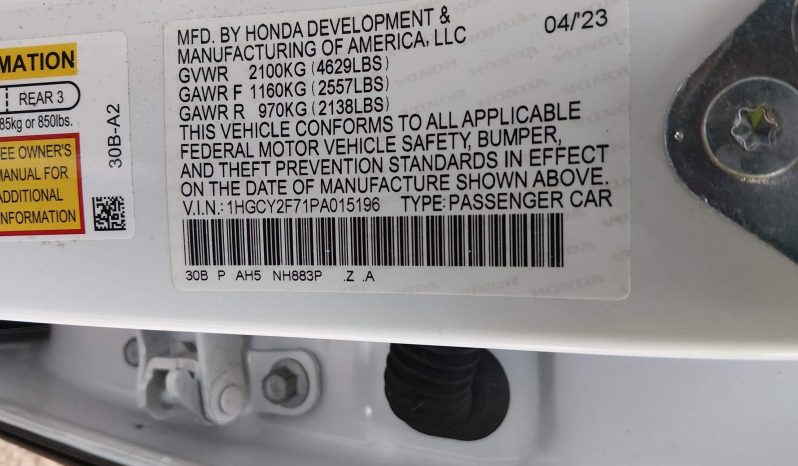 MATION
REAR 3
385kg or 850lbs.
EE OWNER'S
MANUAL FOR
ADDITIONAL
INFORMATION
30B-A2
MFD. BY HONDA DEVELOPMENT &
MANUFACTURING OF AMERICA, LLC
04/'23
GVWR 2100KG (4629LBS)
GAWR F 1160KG (2557LBS)
GAWR R 970KG (2138LBS)
THIS VEHICLE CONFORMS TO ALL APPLICABLE
FEDERAL MOTOR VEHICLE SAFETY, BUMPER,
AND THEFT PREVENTION STANDARDS IN EFFECT
ON THE DATE OF MANUFACTURE SHOWN ABOVE.
V.I.N.: 1HGCY2F71PA015196 TYPE: PASSENGER CAR
30B P AH5 NH883P .Z .A